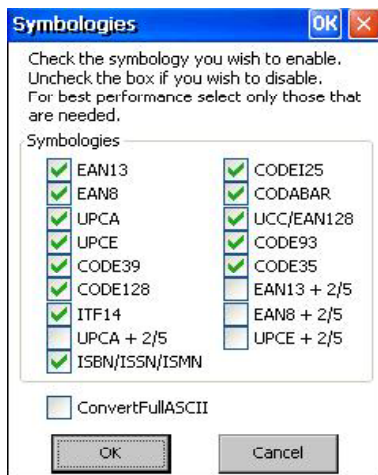 Symbologies OK
Check the symbology you wish to enable.
Uncheck the box if you wish to disable.
For best performance select only those that
are needed.
Symbologies
EAN13 CODEI25
EAN8 CODABAR
UPCA UCC/EAN128
UPCE CODE93
CODE39 CODE35
CODE128 EAN13 + 2/5
ITF14 EAN8 + 2/5
UPCA + 2/5 UPCE + 2/5
ISBN/ISSN/ISMN
ConvertFullASCII
OK Cancel